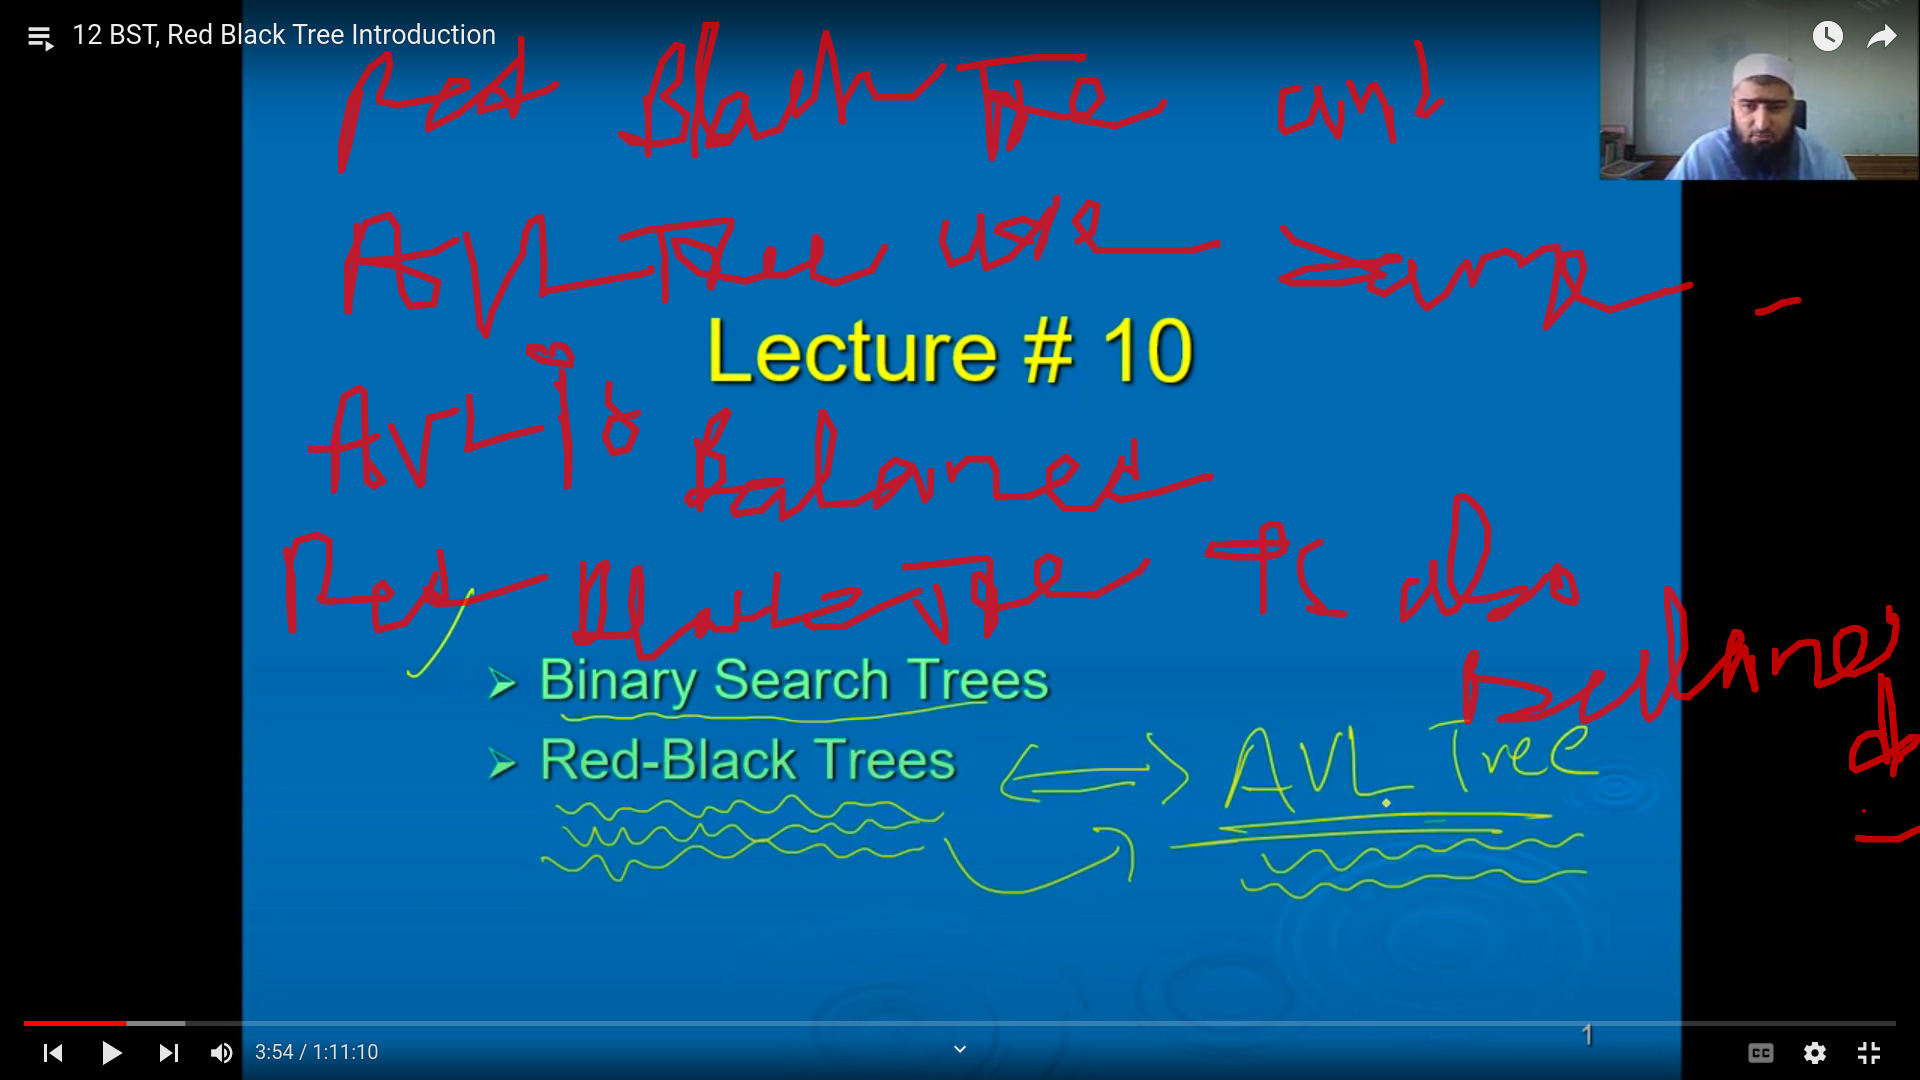 12 BST, Red Black Tree Introduction
Red Black Tree and
AVL Tree use same -
Lecture # 10
AVL is Balanced
Red Black Tree is also
Balanced
➢ Binary Search Trees
➢ Red-Black Trees AVL Tree
1
3:54 / 1:11:10
CC